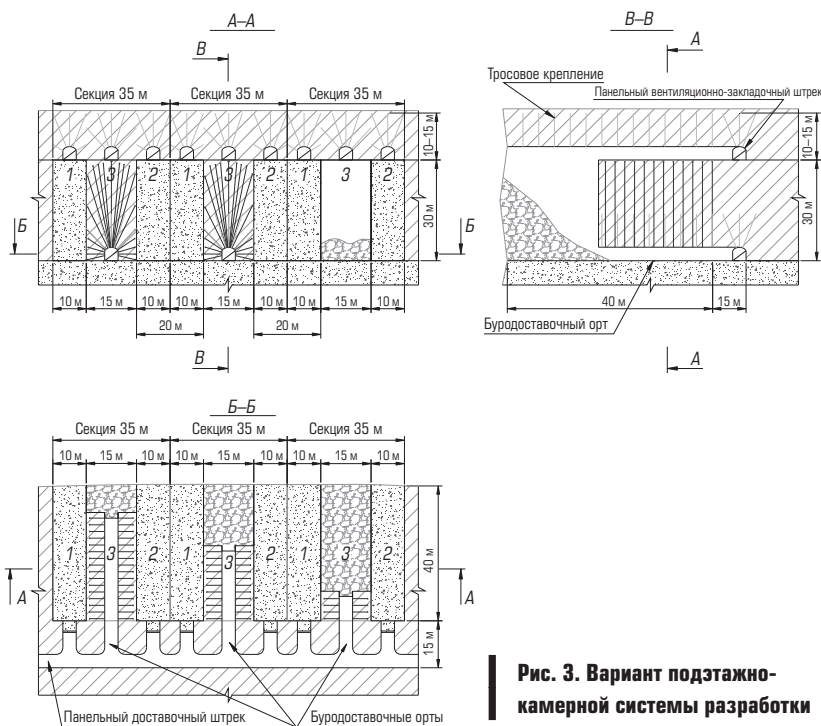 А–А
В
Секция 35 м Секция 35 м Секция 35 м
10–15 м
1 3 2 1 3 2 1 3 2
30 м
Б Б
10 м 15 м 10 м 10 м 15 м 10 м 10 м 15 м 10 м
20 м 20 м
В
В–В
А
Тросовое крепление
Панельный вентиляционно-закладочный штрек
10–15 м
30 м
40 м 15 м
Буродоставочный орт
А
Б–Б
Секция 35 м Секция 35 м Секция 35 м
10 м 15 м 10 м 10 м 15 м 10 м 10 м 15 м 10 м
1 3 2 1 3 2 1 3 2
40 м
А А
15 м
Панельный доставочный штрек
Буродоставочные орты
Рис. 3. Вариант подэтажно-
камерной системы разработки